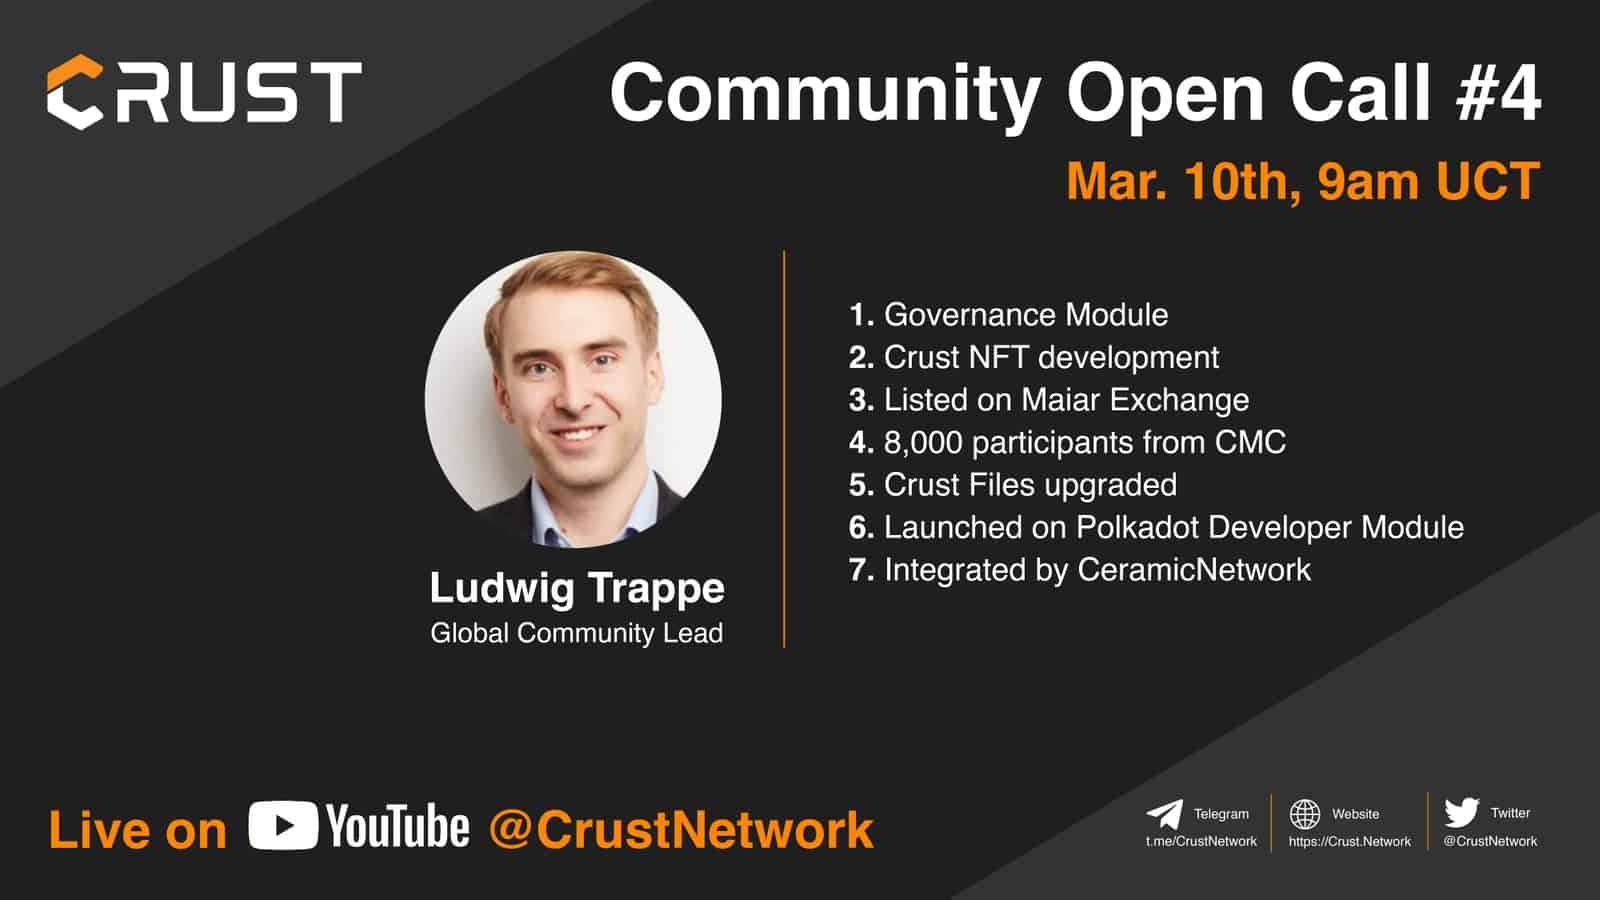 CRUST
Community Open Call #4
Mar. 10th, 9am UCT
Ludwig Trappe
Global Community Lead
1. Governance Module
2. Crust NFT development
3. Listed on Maiar Exchange
4. 8,000 participants from CMC
5. Crust Files upgraded
6. Launched on Polkadot Developer Module
7. Integrated by CeramicNetwork
Live on YouTube @CrustNetwork
Telegram
t.me/CrustNetwork
Website
https://Crust.Network
Twitter
@CrustNetwork